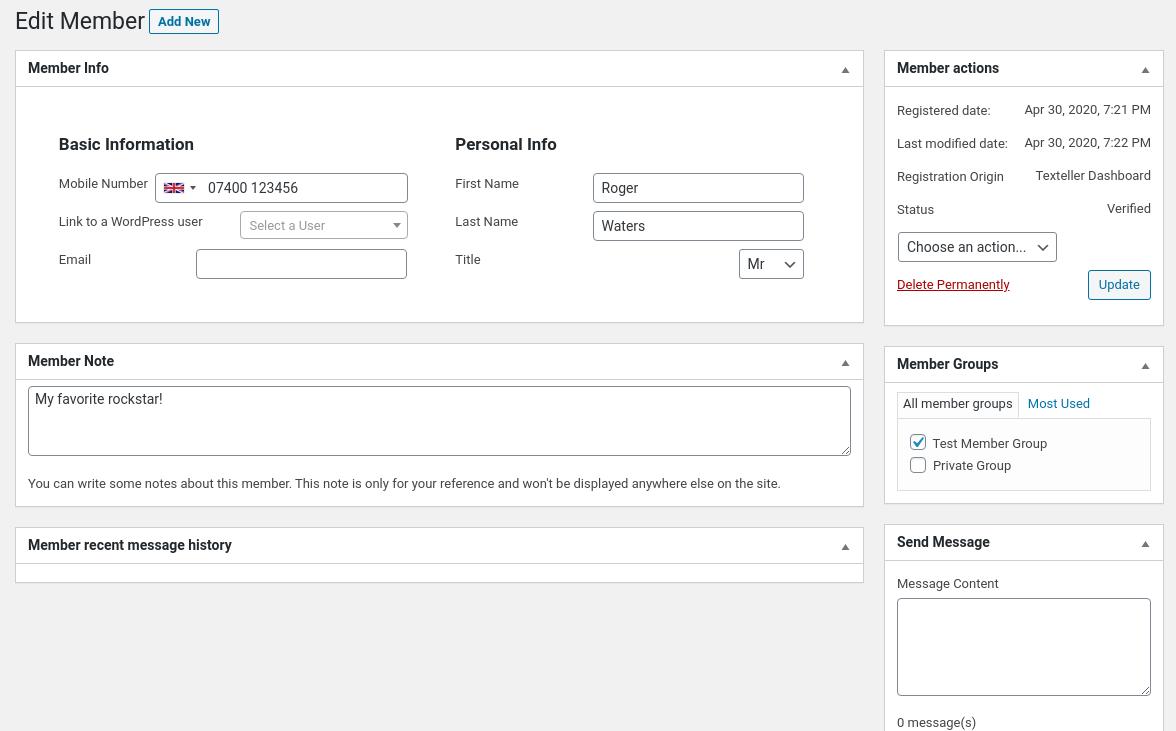 Edit Member Add New
Member Info
Basic Information
Mobile Number 07400 123456
Link to a WordPress user Select a User
Email
Personal Info
First Name Roger
Last Name Waters
Title Mr
Member Note
My favorite rockstar!
You can write some notes about this member. This note is only for your reference and won't be displayed anywhere else on the site.
Member recent message history
Member actions
Registered date: Apr 30, 2020, 7:21 PM
Last modified date: Apr 30, 2020, 7:22 PM
Registration Origin Texteller Dashboard
Status Verified
Choose an action...
Delete Permanently Update
Member Groups
All member groups Most Used
Test Member Group
Private Group
Send Message
Message Content
0 message(s)